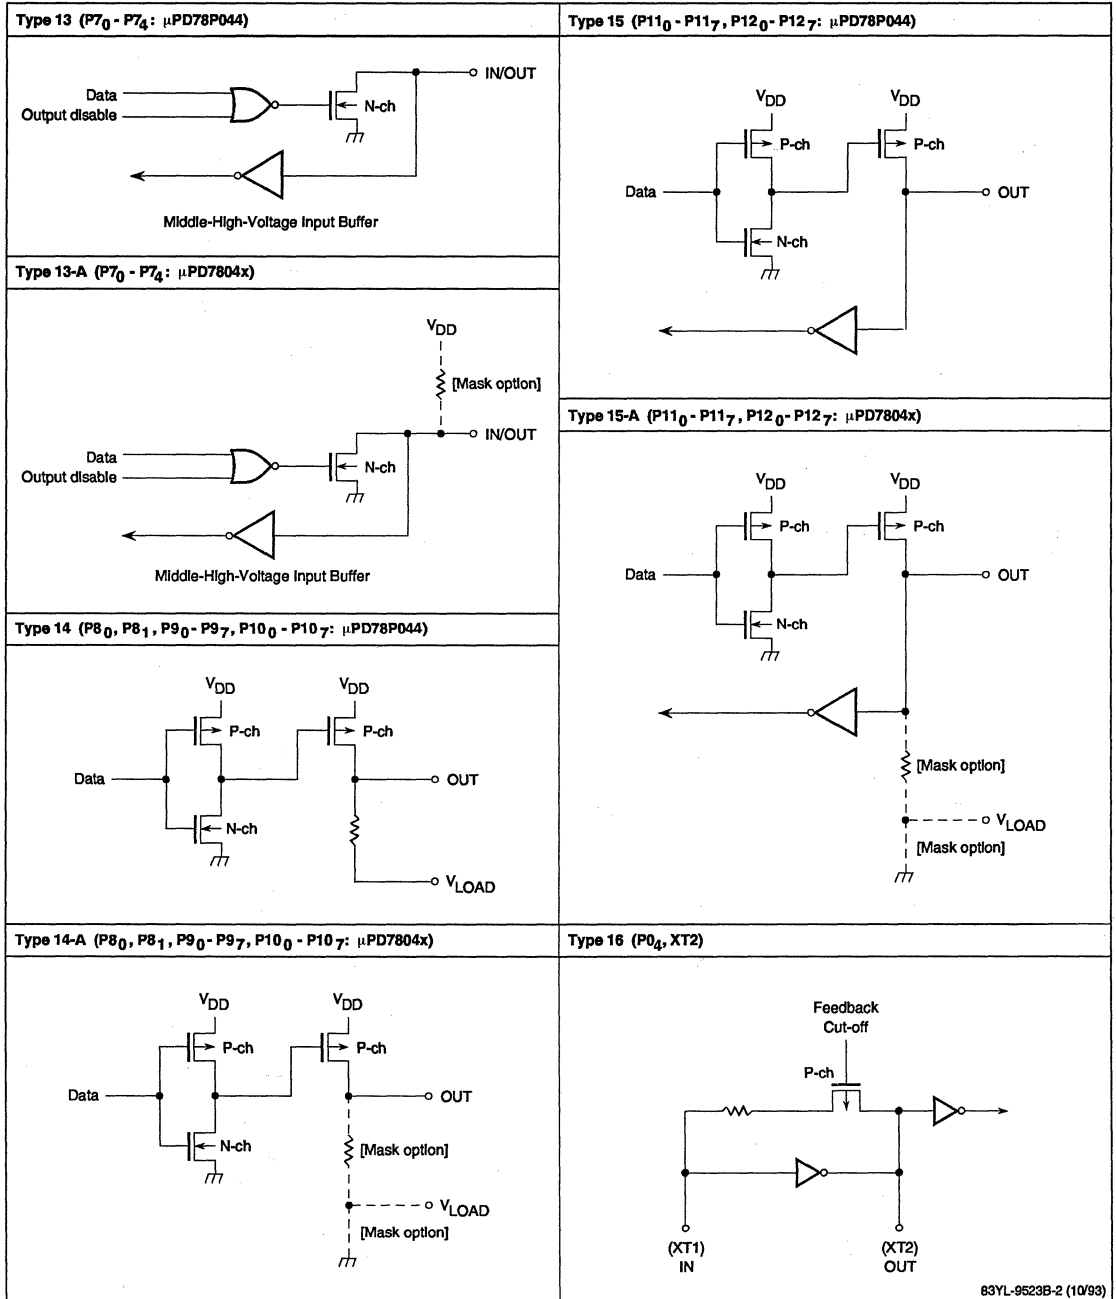 Type 13 (P7₀ - P7₄: µPD78P044)
Data
Output disable
N-ch
IN/OUT
Middle-High-Voltage Input Buffer
Type 13-A (P7₀ - P7₄: µPD7804x)
VDD
[Mask option]
IN/OUT
Data
Output disable
N-ch
Middle-High-Voltage Input Buffer
Type 14 (P8₀, P8₁, P9₀ - P9₇, P10₀ - P10₇: µPD78P044)
VDD VDD
P-ch P-ch
Data OUT
N-ch
VLOAD
Type 14-A (P8₀, P8₁, P9₀ - P9₇, P10₀ - P10₇: µPD7804x)
VDD VDD
P-ch P-ch
Data OUT
N-ch [Mask option]
VLOAD
[Mask option]
Type 15 (P11₀ - P11₇, P12₀ - P12₇: µPD78P044)
VDD VDD
P-ch P-ch
Data OUT
N-ch
Type 15-A (P11₀ - P11₇, P12₀ - P12₇: µPD7804x)
VDD VDD
P-ch P-ch
Data OUT
N-ch
[Mask option]
VLOAD
[Mask option]
Type 16 (P0₄, XT2)
Feedback
Cut-off
P-ch
(XT1) (XT2)
IN OUT
83YL-9523B-2 (10/93)